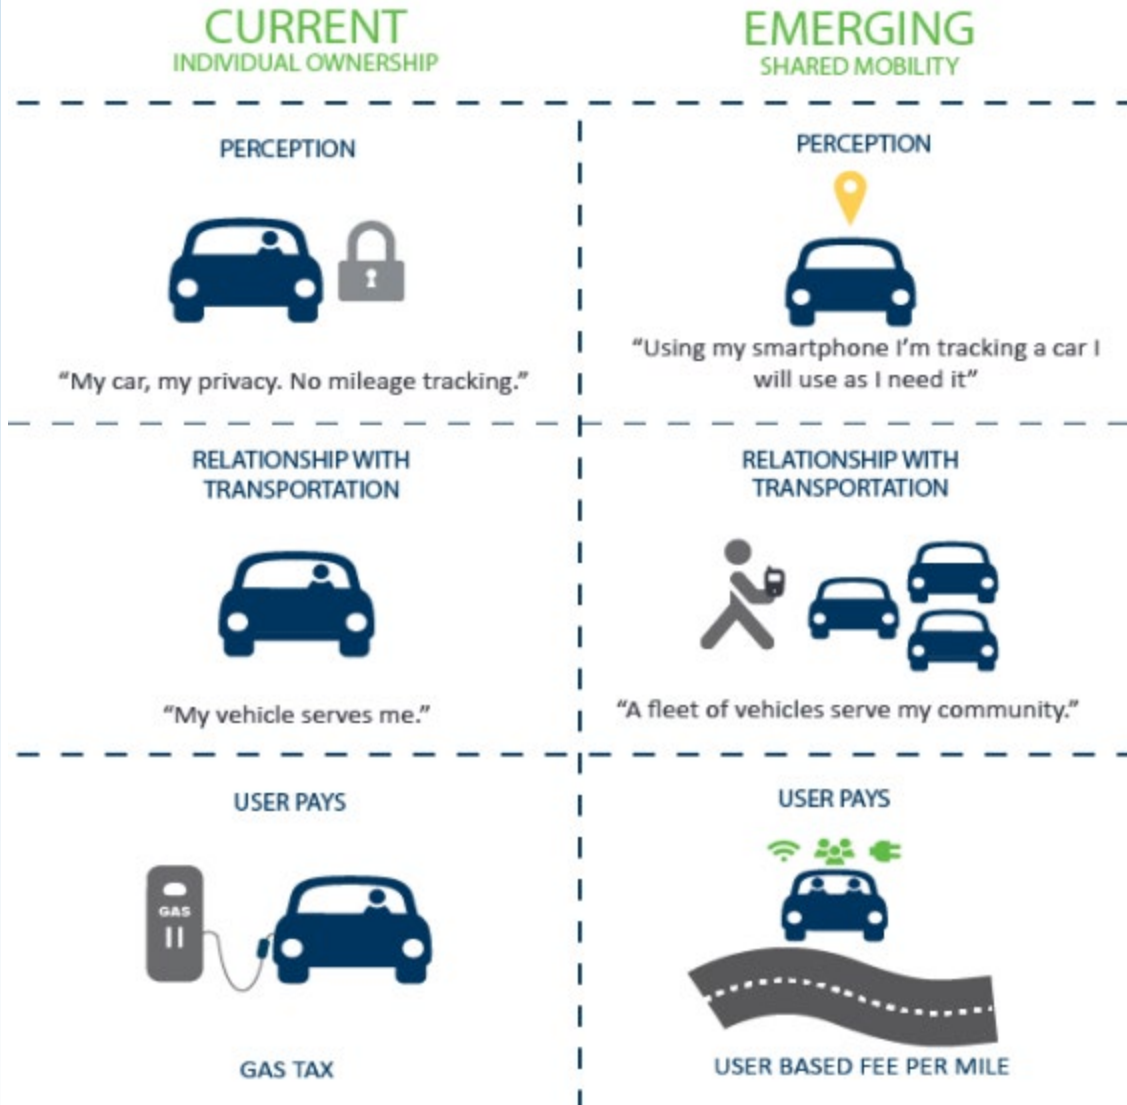 CURRENT
INDIVIDUAL OWNERSHIP
EMERGING
SHARED MOBILITY
PERCEPTION
“My car, my privacy. No mileage tracking.”
PERCEPTION
“Using my smartphone I’m tracking a car I
will use as I need it”
RELATIONSHIP WITH
TRANSPORTATION
“My vehicle serves me.”
RELATIONSHIP WITH
TRANSPORTATION
“A fleet of vehicles serve my community.”
USER PAYS
GAS
GAS TAX
USER PAYS
USER BASED FEE PER MILE